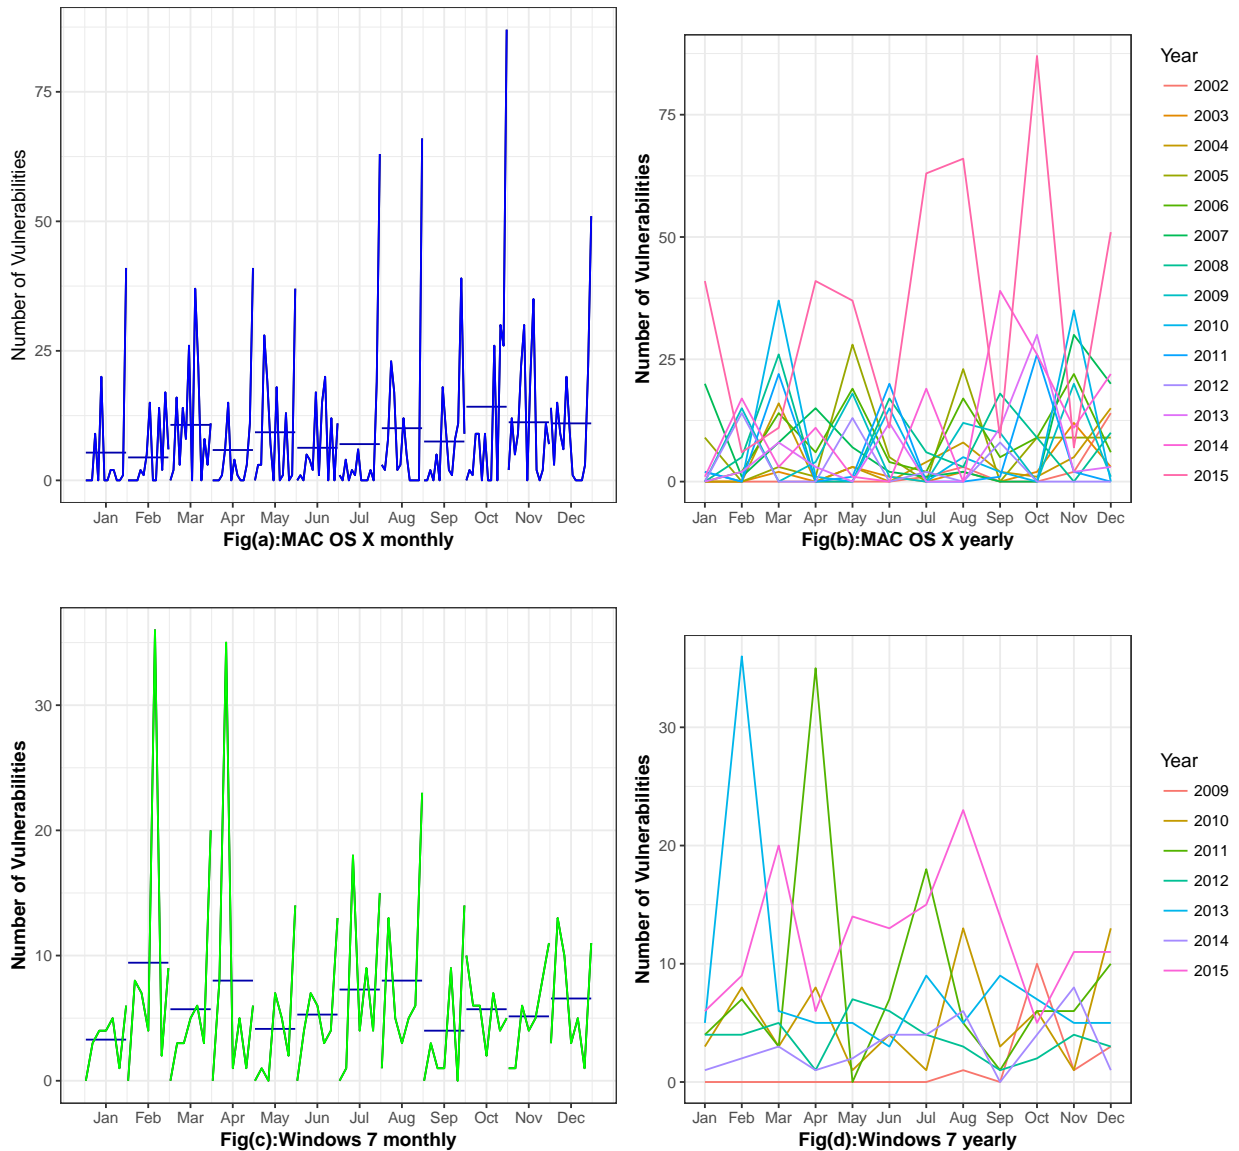 Number of Vulnerabilities
75
50
25
0
Jan Feb Mar Apr May Jun Jul Aug Sep Oct Nov Dec
Fig(a):MAC OS X monthly
Number of Vulnerabilities
75
50
25
0
Jan Feb Mar Apr May Jun Jul Aug Sep Oct Nov Dec
Fig(b):MAC OS X yearly
Year
2002
2003
2004
2005
2006
2007
2008
2009
2010
2011
2012
2013
2014
2015
Number of Vulnerabilities
30
20
10
0
Jan Feb Mar Apr May Jun Jul Aug Sep Oct Nov Dec
Fig(c):Windows 7 monthly
Number of Vulnerabilities
30
20
10
0
Jan Feb Mar Apr May Jun Jul Aug Sep Oct Nov Dec
Fig(d):Windows 7 yearly
Year
2009
2010
2011
2012
2013
2014
2015